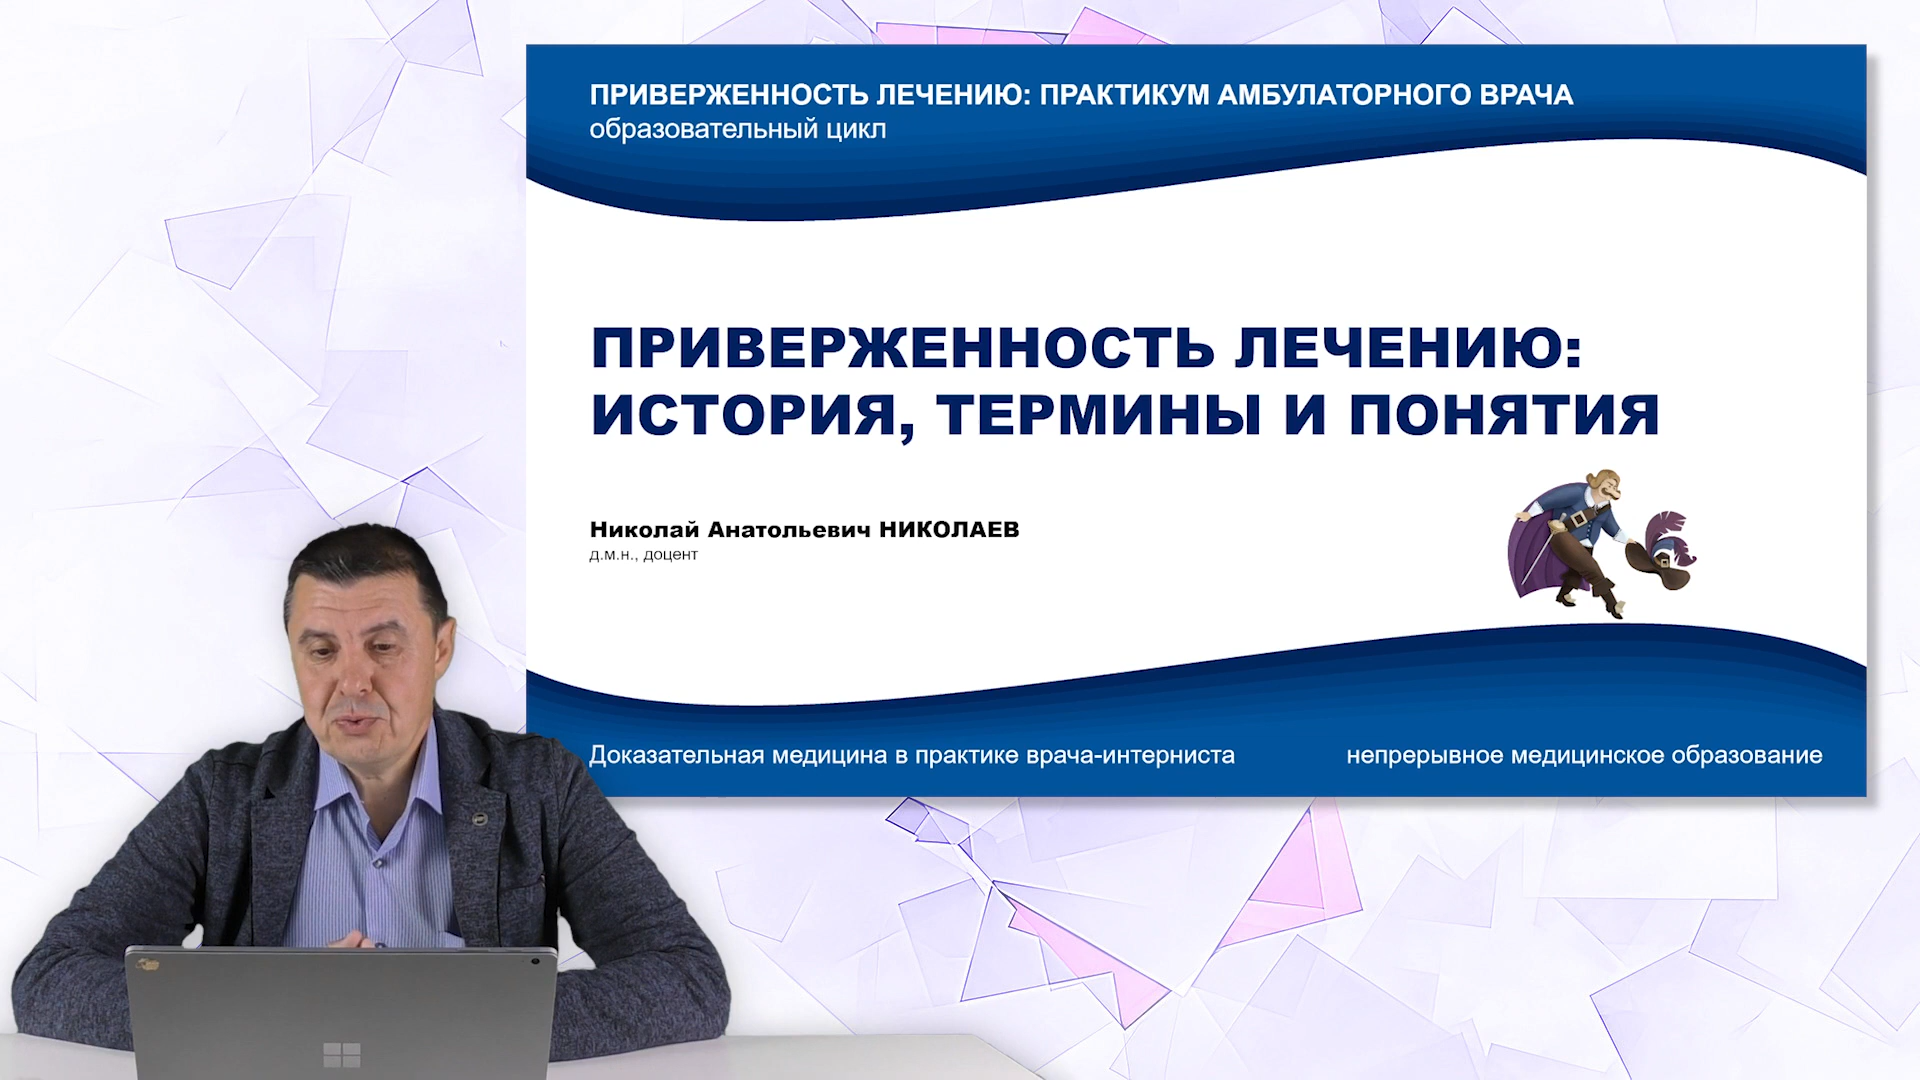 ПРИВЕРЖЕННОСТЬ ЛЕЧЕНИЮ: ПРАКТИКУМ АМБУЛАТОРНОГО ВРАЧА
образовательный цикл
ПРИВЕРЖЕННОСТЬ ЛЕЧЕНИЮ:
ИСТОРИЯ, ТЕРМИНЫ И ПОНЯТИЯ
Николай Анатольевич НИКОЛАЕВ
д.м.н., доцент
Доказательная медицина в практике врача-интерниста
непрерывное медицинское образование